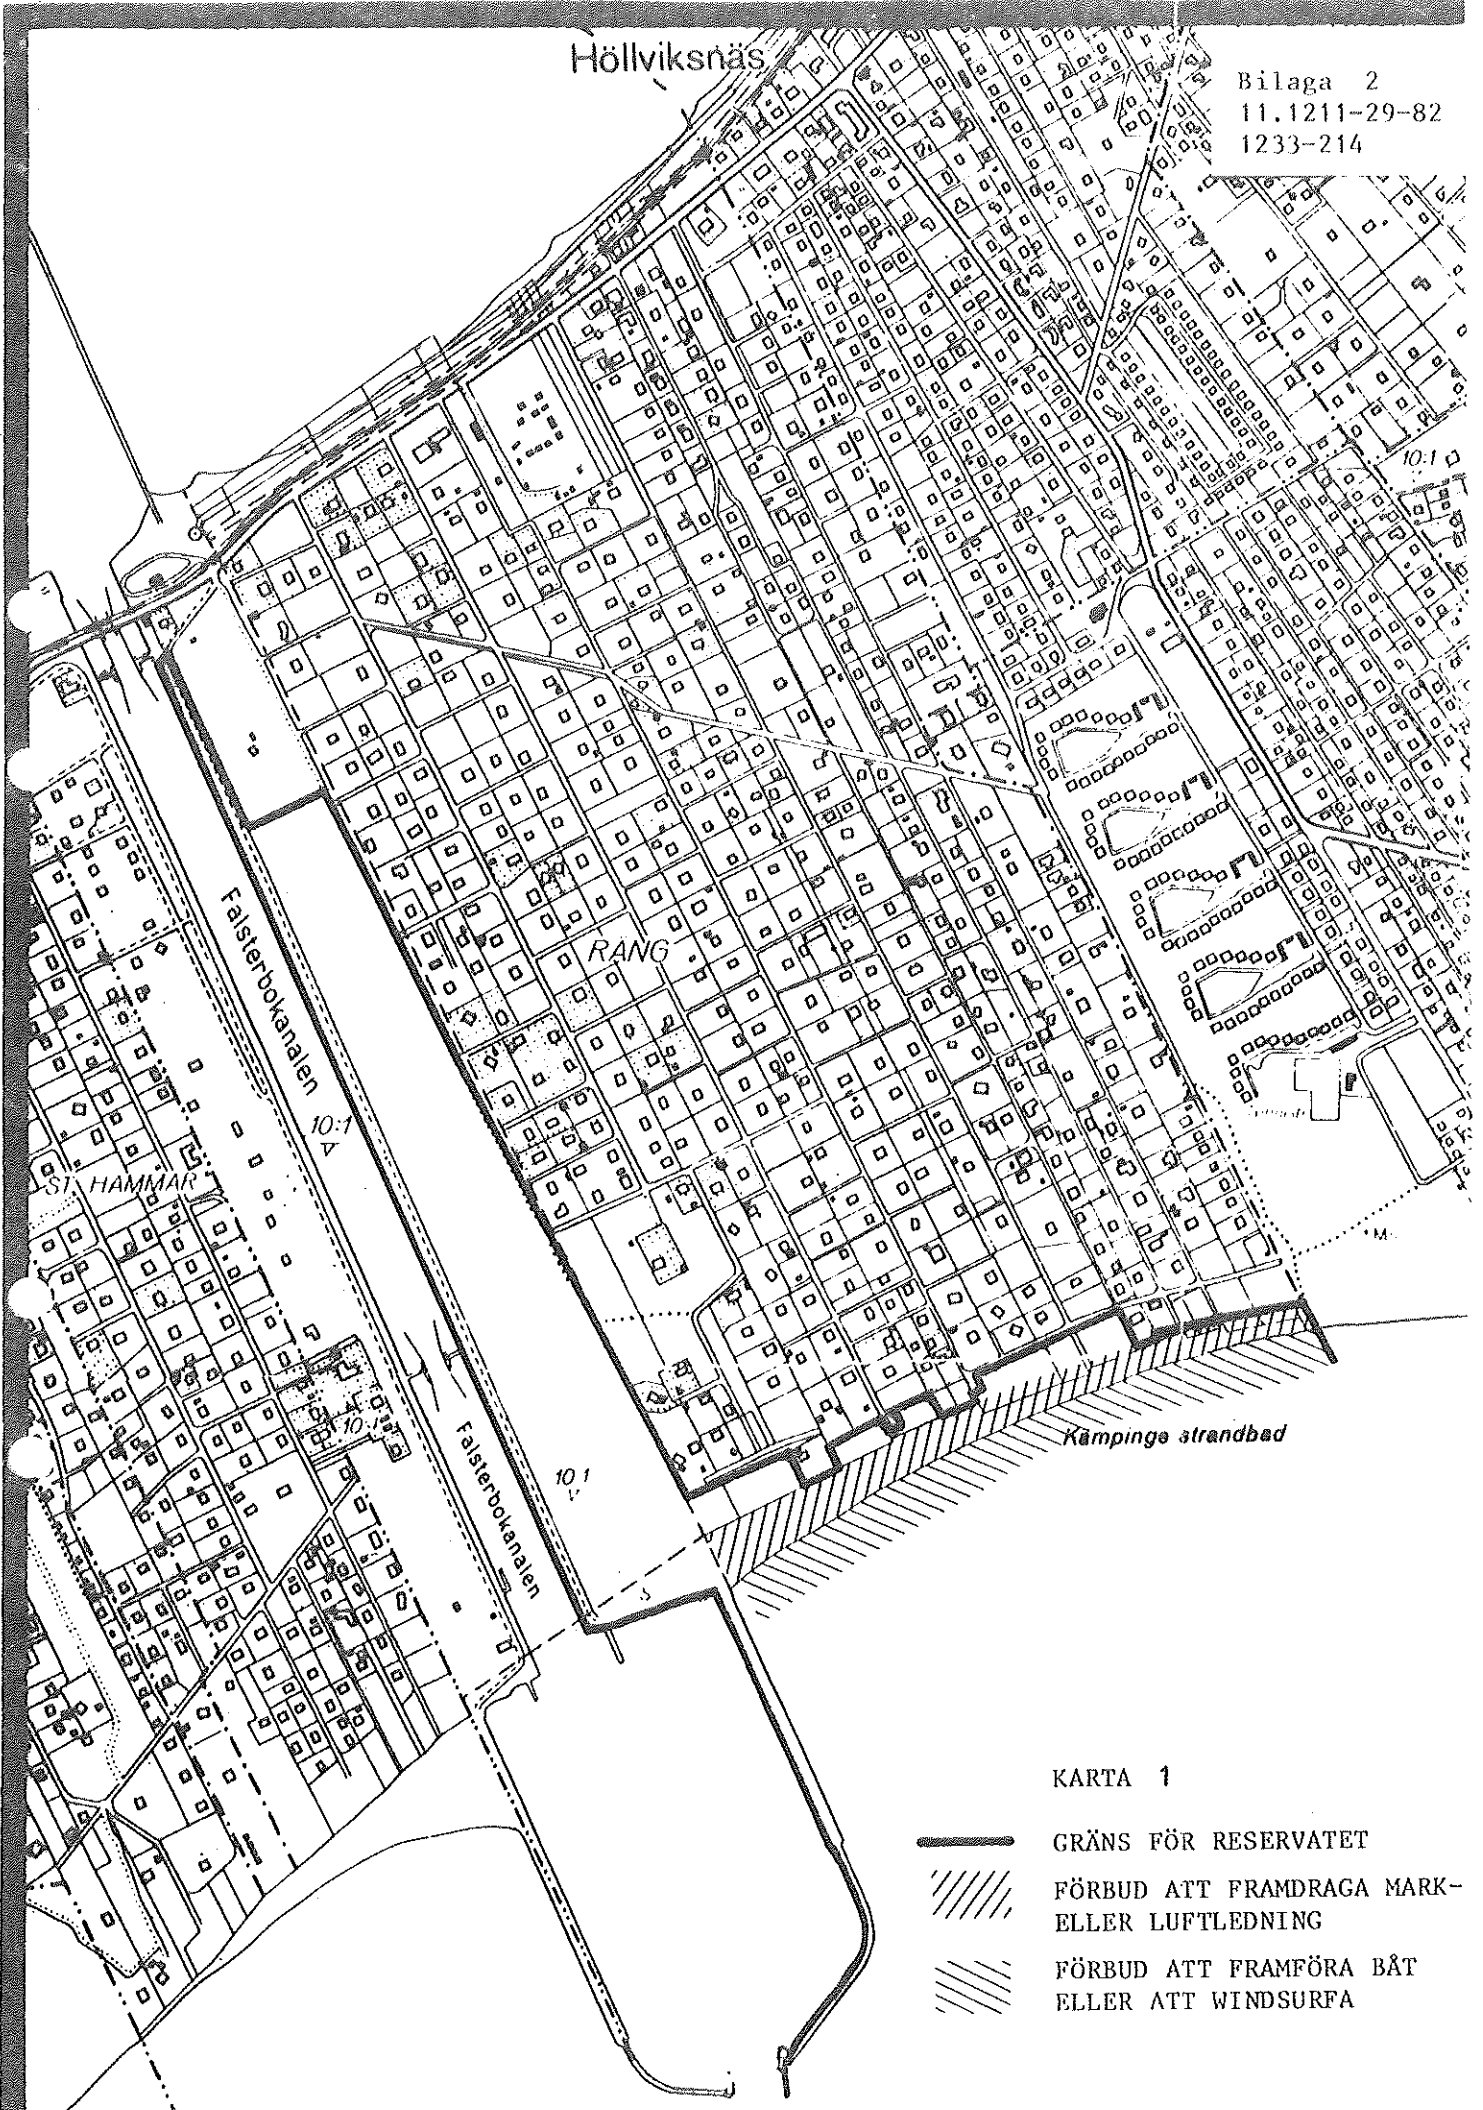 Höllviksnäs
Bilaga 2
11.1211-29-82
1233-214
10:1
Falsterbokanalen
RÄNG
10:1
ST. HAMMAR
M
10:1
Kämpinge strandbad
Falsterbokanalen
10:1
KARTA 1
GRÄNS FÖR RESERVATET
FÖRBUD ATT FRAMDRAGA MARK-
ELLER LUFTLEDNING
FÖRBUD ATT FRAMFÖRA BÅT
ELLER ATT WINDSURFA